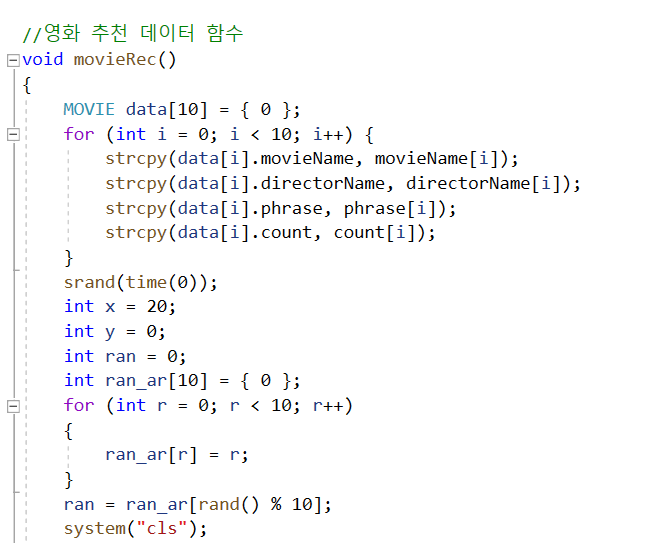 //영화 추천 데이터 함수
void movieRec()
{
MOVIE data[10] = { 0 };
for (int i = 0; i < 10; i++) {
strcpy(data[i].movieName, movieName[i]);
strcpy(data[i].directorName, directorName[i]);
strcpy(data[i].phrase, phrase[i]);
strcpy(data[i].count, count[i]);
}
srand(time(0));
int x = 20;
int y = 0;
int ran = 0;
int ran_ar[10] = { 0 };
for (int r = 0; r < 10; r++)
{
ran_ar[r] = r;
}
ran = ran_ar[rand() % 10];
system("cls");